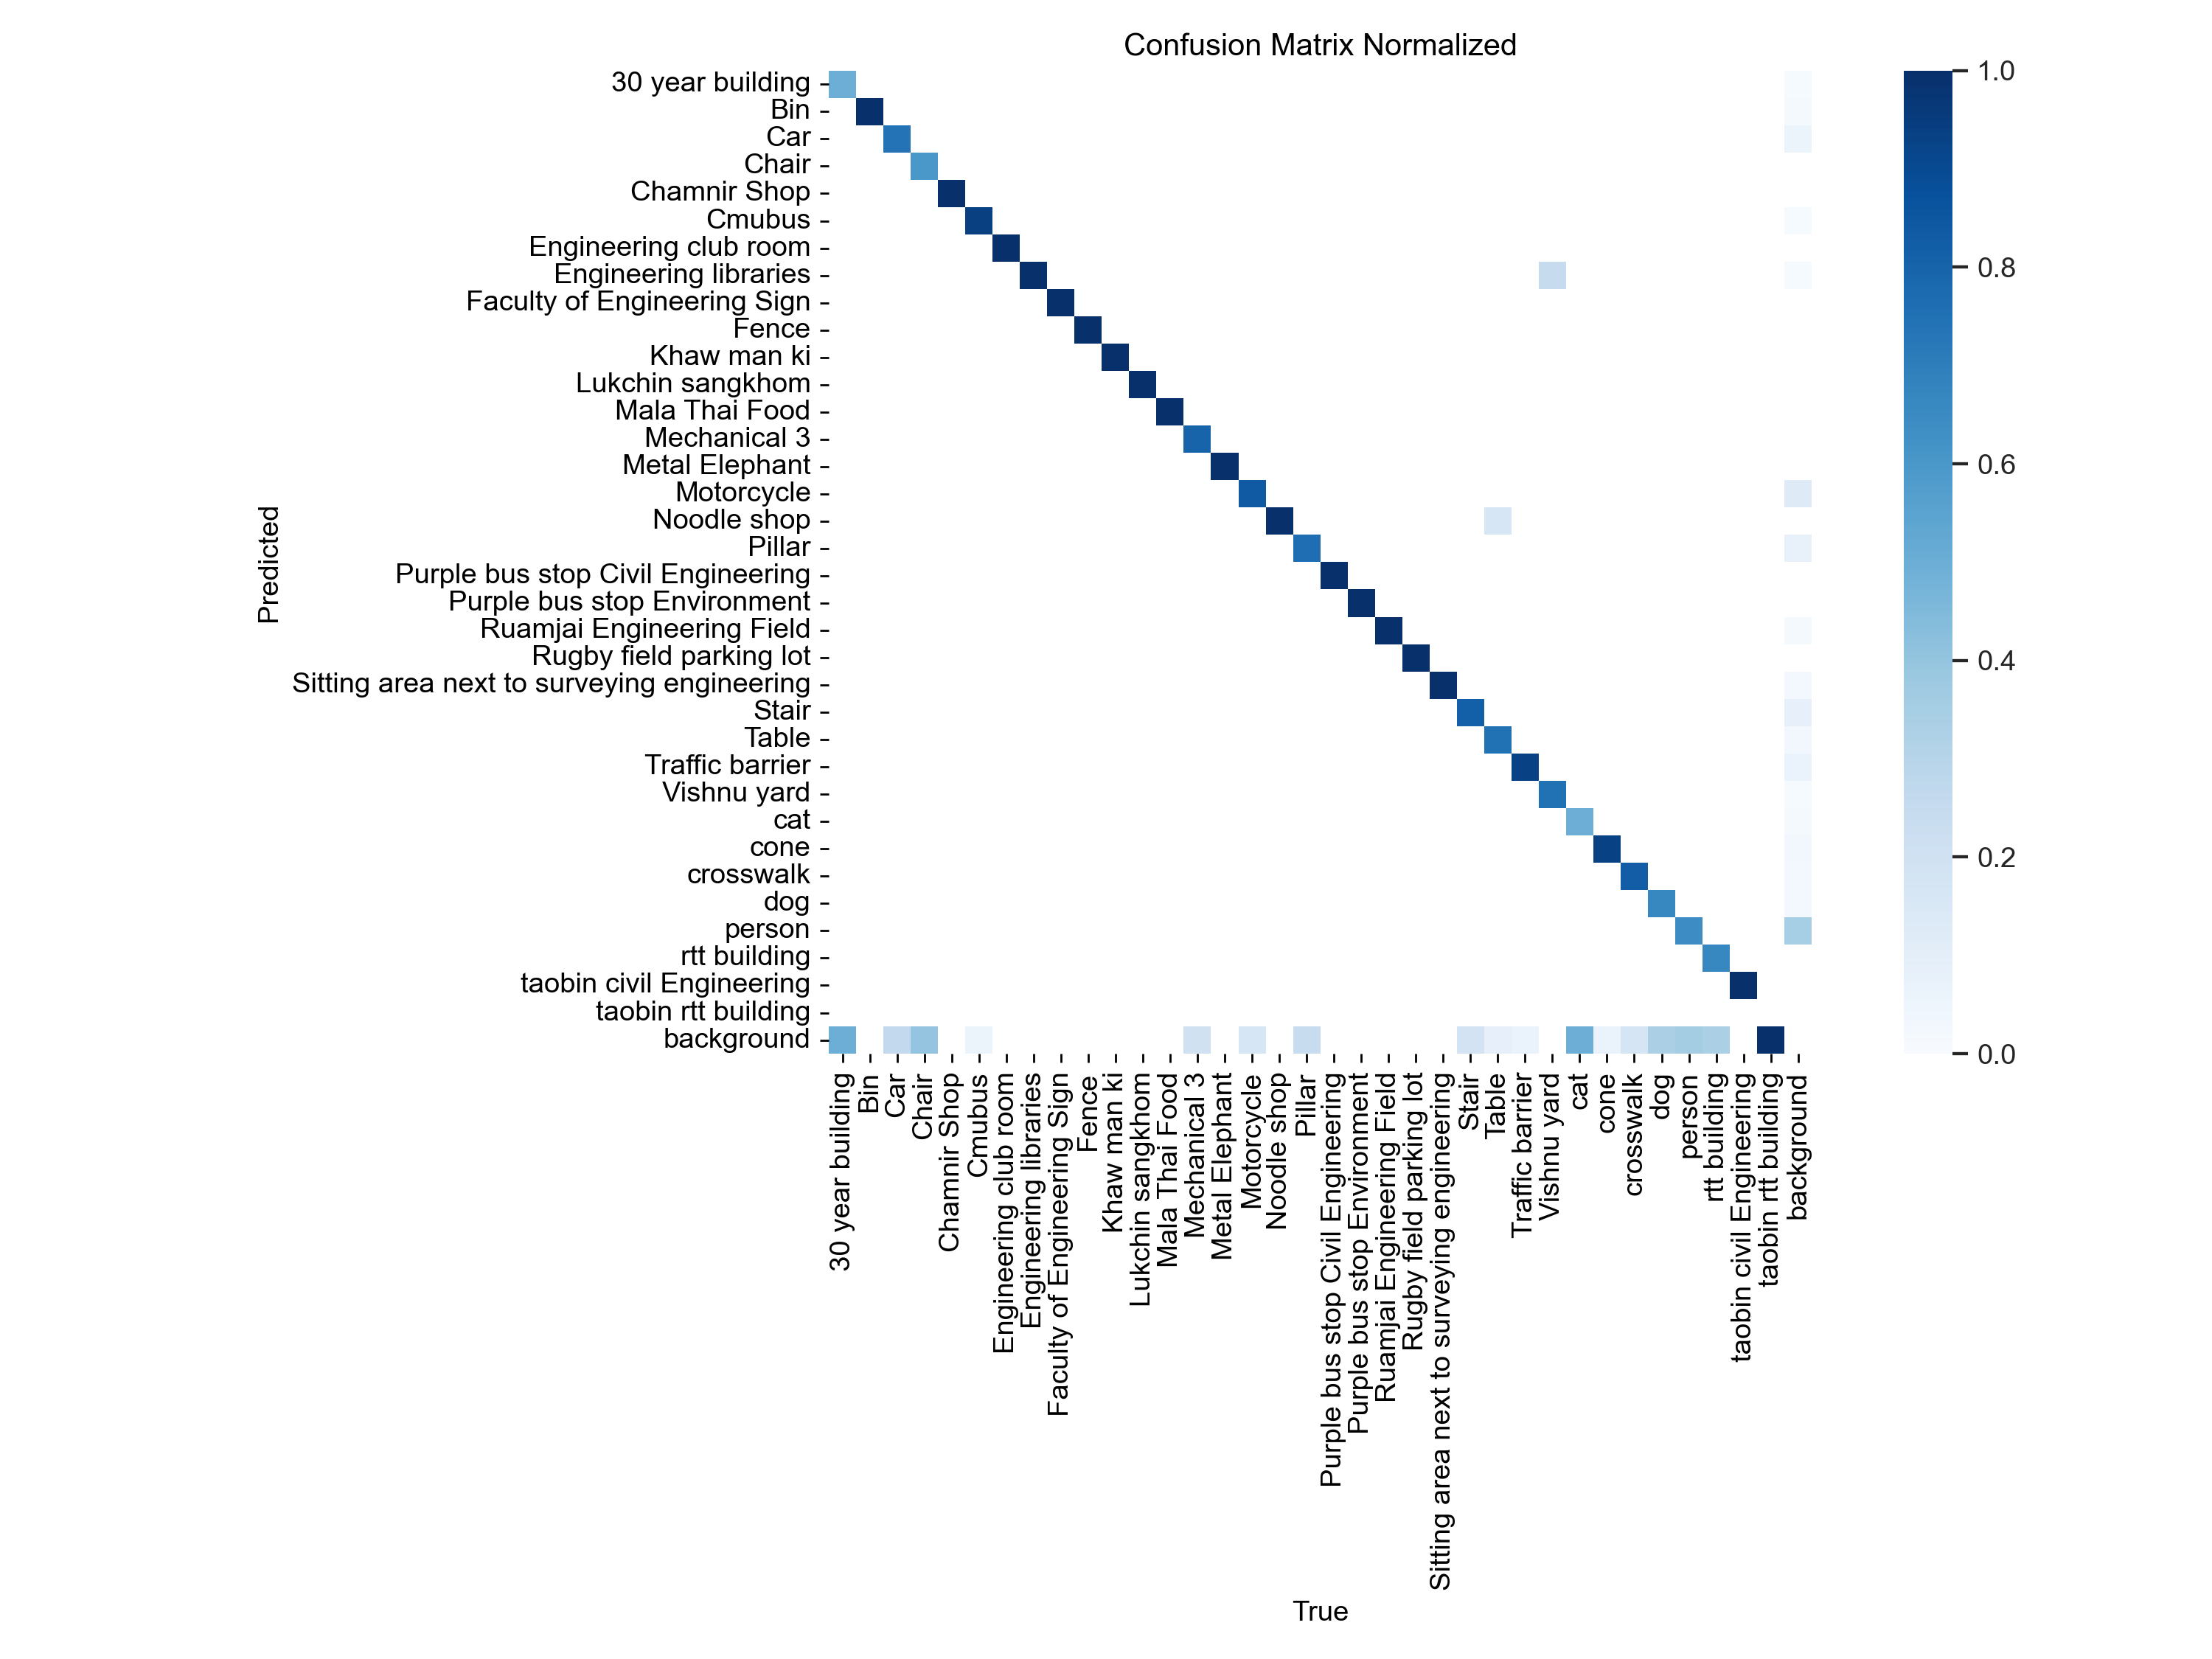 Confusion Matrix Normalized
Predicted
30 year building
Bin
Car
Chair
Chamnir Shop
Cmubus
Engineering club room
Engineering libraries
Faculty of Engineering Sign
Fence
Khaw man ki
Lukchin sangkhom
Mala Thai Food
Mechanical 3
Metal Elephant
Motorcycle
Noodle shop
Pillar
Purple bus stop Civil Engineering
Purple bus stop Environment
Ruamjai Engineering Field
Rugby field parking lot
Sitting area next to surveying engineering
Stair
Table
Traffic barrier
Vishnu yard
cat
cone
crosswalk
dog
person
rtt building
taobin civil Engineering
taobin rtt building
background
30 year building
Bin
Car
Chair
Chamnir Shop
Cmubus
Engineering club room
Engineering libraries
Faculty of Engineering Sign
Fence
Khaw man ki
Lukchin sangkhom
Mala Thai Food
Mechanical 3
Metal Elephant
Motorcycle
Noodle shop
Pillar
Purple bus stop Civil Engineering
Purple bus stop Environment
Ruamjai Engineering Field
Rugby field parking lot
Sitting area next to surveying engineering
Stair
Table
Traffic barrier
Vishnu yard
cat
cone
crosswalk
dog
person
rtt building
taobin civil Engineering
taobin rtt building
background
True
1.0
0.8
0.6
0.4
0.2
0.0